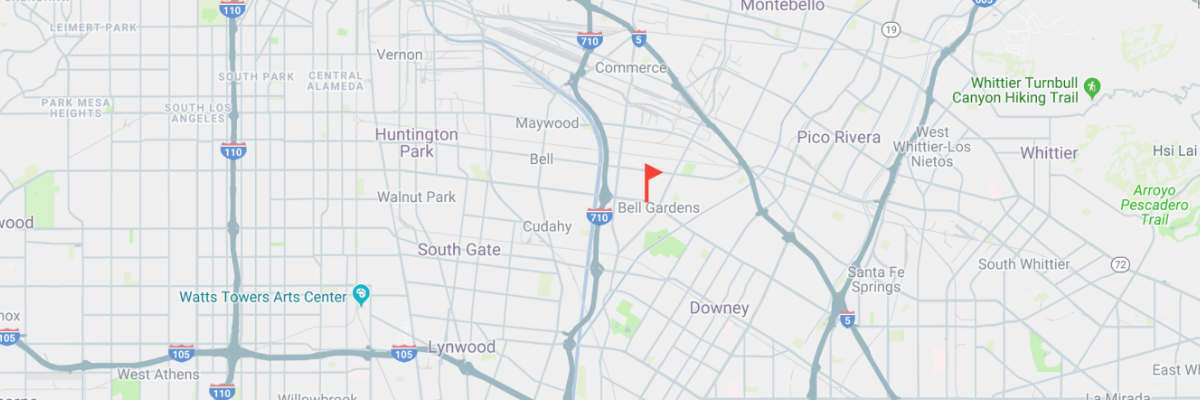 Montebello
605
110
LEIMERT PARK
19
710
5
Vernon
Commerce
SOUTH PARK
CENTRAL
ALAMEDA
Whittier Turnbull
Canyon Hiking Trail
PARK MESA
HEIGHTS
SOUTH LOS
ANGELES
Maywood
Huntington
Park
Pico Rivera
West
Whittier-Los
Nietos
110
Bell
Whittier
Hsi Lai
Walnut Park
Arroyo
Pescadero
Trail
Bell Gardens
710
wood
Cudahy
South Gate
South Whittier
72
Santa Fe
Springs
Watts Towers Arts Center
Downey
nox
5
105
Lynwood
105
105
West Athens
East W
110
Willowbrook
La Mirada